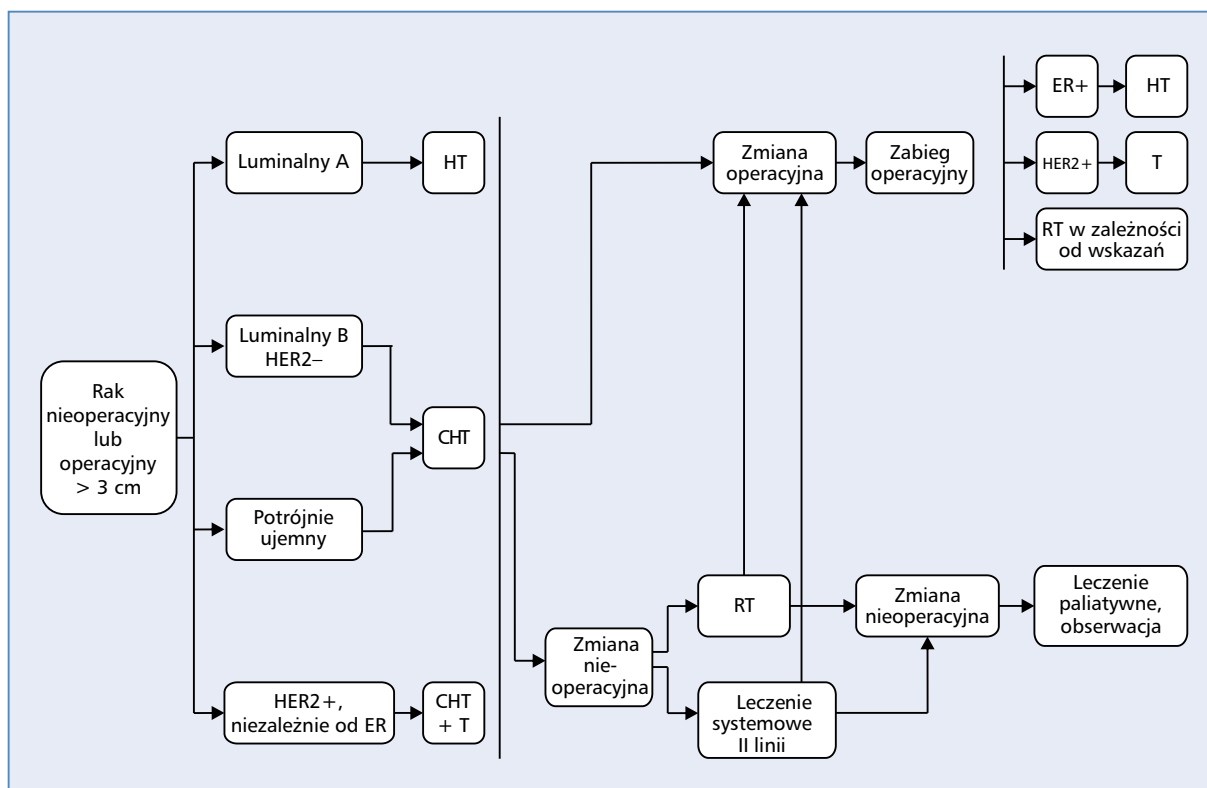 Rak
nieoperacyjny
lub
operacyjny
> 3 cm
Luminalny A
HT
Luminalny B
HER2–
Potrójnie
ujemny
CHT
HER2+,
niezależnie od ER
CHT
+ T
Zmiana
operacyjna
Zabieg
operacyjny
ER+
HT
HER2+
T
RT w zależności
od wskazań
Zmiana
nie-
operacyjna
RT
Leczenie
systemowe
II linii
Zmiana
nieoperacyjna
Leczenie
paliatywne,
obserwacja